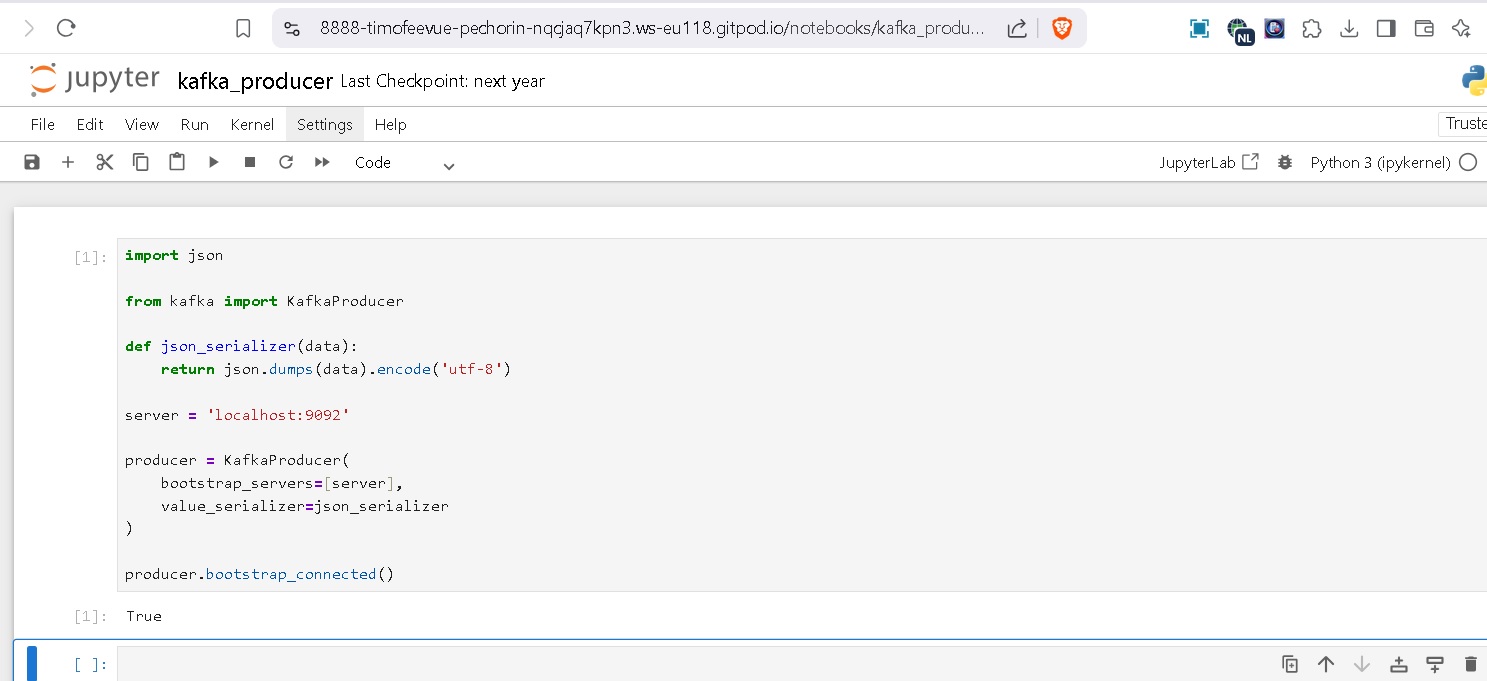 8888-timofeevue-pechorin-nqcjaq7kpn3.ws-eu118.gitpod.io/notebooks/kafka_produ...
NL
jupyter kafka_producer Last Checkpoint: next year
File Edit View Run Kernel Settings Help
Truste
Code
JupyterLab
Python 3 (ipykernel)
[1]:
import json
from kafka import KafkaProducer
def json_serializer(data):
    return json.dumps(data).encode('utf-8')
server = 'localhost:9092'
producer = KafkaProducer(
    bootstrap_servers=[server],
    value_serializer=json_serializer
)
producer.bootstrap_connected()
[1]: True
[ ]: